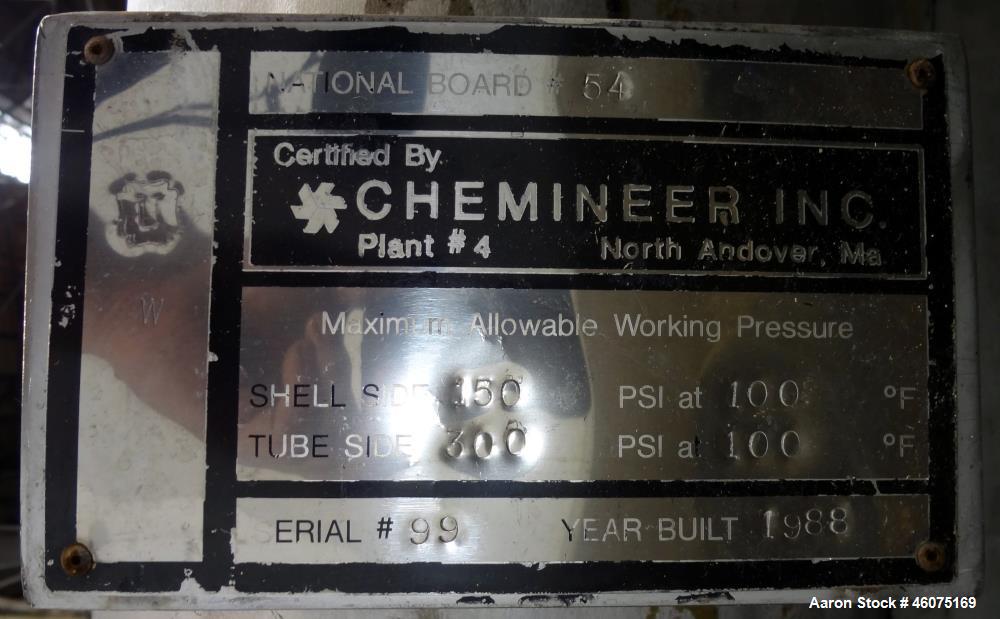 NATIONAL BOARD # 54
Certified By
CHEMINEER INC.
Plant #4 North Andover, Ma
U
W
Maximum Allowable Working Pressure
SHELL SIDE 150 PSI at 100 °F
TUBE SIDE 300 PSI at 100 °F
SERIAL # 99 YEAR BUILT 1988
Aaron Stock # 46075169